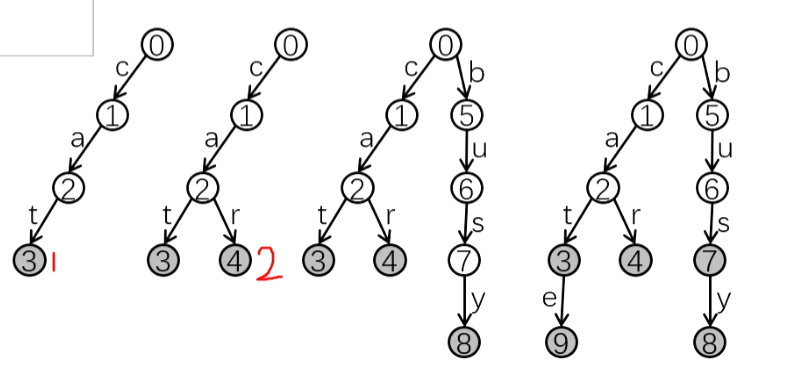 0 0 0 0
c c c b c b
1 1 1 5 1 5
a a a u a u
2 2 2 6 2 6
t t r t r s t r s
3 1 3 4 2 3 4 7 3 4 7
y e y
8 9 8